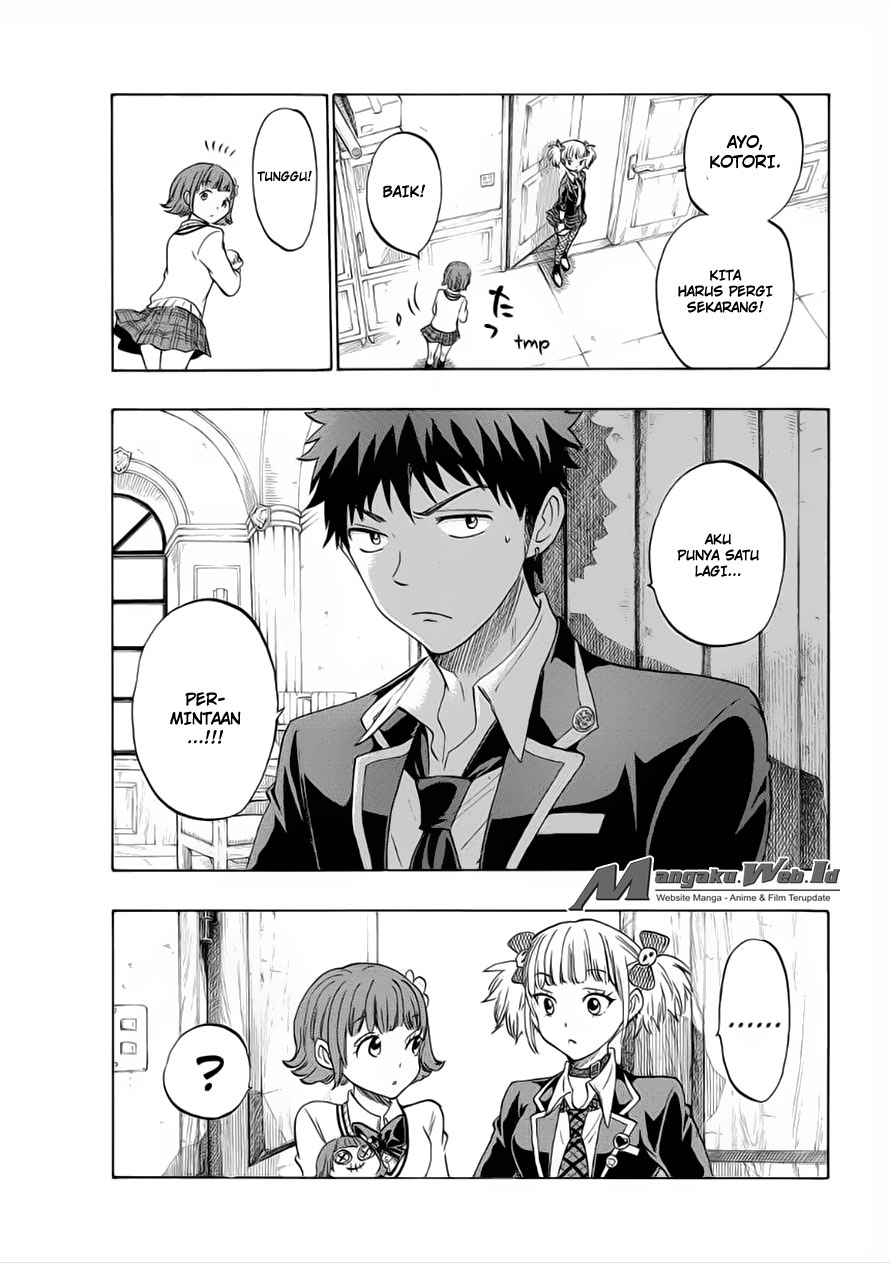 AYO,
KOTORI.
KITA
HARUS PERGI
SEKARANG!
BAIK!
たっ
tmp
TUNGGU!
AKU
PUNYA SATU
LAGI...
PER-
MINTAAN
...!!!
Mangaku.Web.Id
Website Manga - Anime & Film Terupdate
.......
?